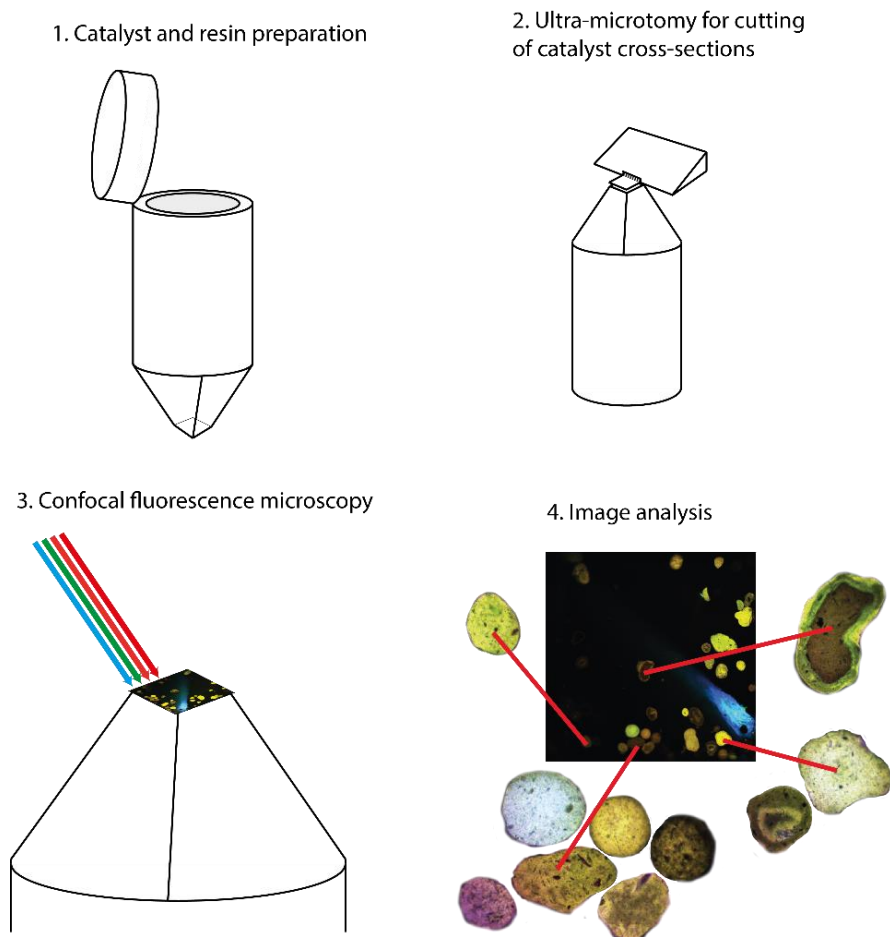 1. Catalyst and resin preparation
2. Ultra-microtomy for cutting
of catalyst cross-sections
3. Confocal fluorescence microscopy
4. Image analysis